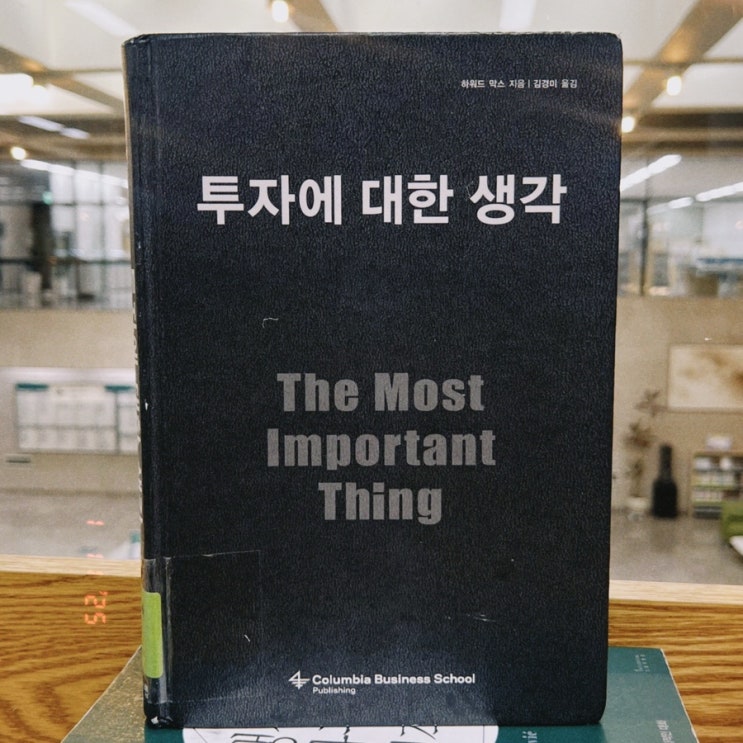 하워드 막스 지음 | 김경미 옮김
투자에 대한 생각
The Most
Important
Thing
Columbia Business School
Publishing